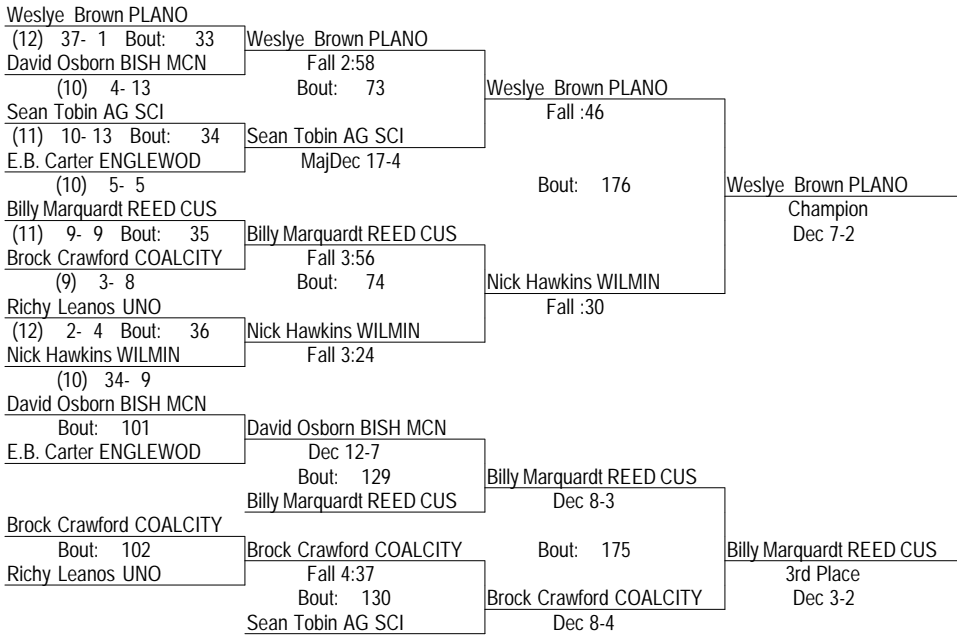 Weslye Brown PLANO
(12) 37- 1 Bout: 33 Weslye Brown PLANO
David Osborn BISH MCN Fall 2:58
(10) 4- 13 Bout: 73 Weslye Brown PLANO
Sean Tobin AG SCI Fall :46
(11) 10- 13 Bout: 34 Sean Tobin AG SCI
E.B. Carter ENGLEWOD MajDec 17-4
(10) 5- 5 Bout: 176 Weslye Brown PLANO
Billy Marquardt REED CUS Champion
(11) 9- 9 Bout: 35 Billy Marquardt REED CUS Dec 7-2
Brock Crawford COALCITY Fall 3:56
(9) 3- 8 Bout: 74 Nick Hawkins WILMIN
Richy Leanos UNO Fall :30
(12) 2- 4 Bout: 36 Nick Hawkins WILMIN
Nick Hawkins WILMIN Fall 3:24
(10) 34- 9
David Osborn BISH MCN
Bout: 101 David Osborn BISH MCN
E.B. Carter ENGLEWOD Dec 12-7
Bout: 129 Billy Marquardt REED CUS
Billy Marquardt REED CUS Dec 8-3
Brock Crawford COALCITY
Bout: 102 Brock Crawford COALCITY Bout: 175 Billy Marquardt REED CUS
Richy Leanos UNO Fall 4:37 3rd Place
Bout: 130 Brock Crawford COALCITY Dec 3-2
Sean Tobin AG SCI Dec 8-4